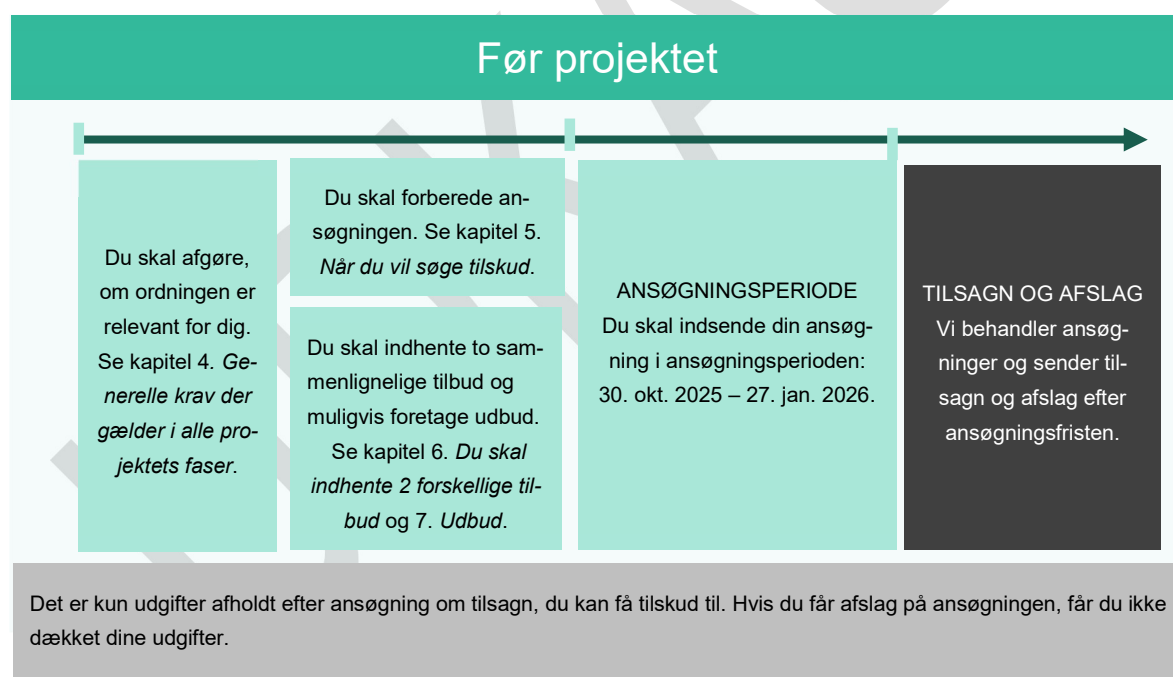 Før projektet
Du skal afgøre,
om ordningen er
relevant for dig.
Se kapitel 4. Ge-
nerelle krav der
gælder i alle pro-
jektets faser.
Du skal forberede an-
søgningen. Se kapitel 5.
Når du vil søge tilskud.
Du skal indhente to sam-
menlignelige tilbud og
muligvis foretage udbud.
Se kapitel 6. Du skal
indhente 2 forskellige til-
bud og 7. Udbud.
ANSØGNINGSPERIODE
Du skal indsende din ansøg-
ning i ansøgningsperioden:
30. okt. 2025 – 27. jan. 2026.
TILSAGN OG AFSLAG
Vi behandler ansøg-
ninger og sender til-
sagn og afslag efter
ansøgningsfristen.
Det er kun udgifter afholdt efter ansøgning om tilsagn, du kan få tilskud til. Hvis du får afslag på ansøgningen, får du ikke
dækket dine udgifter.